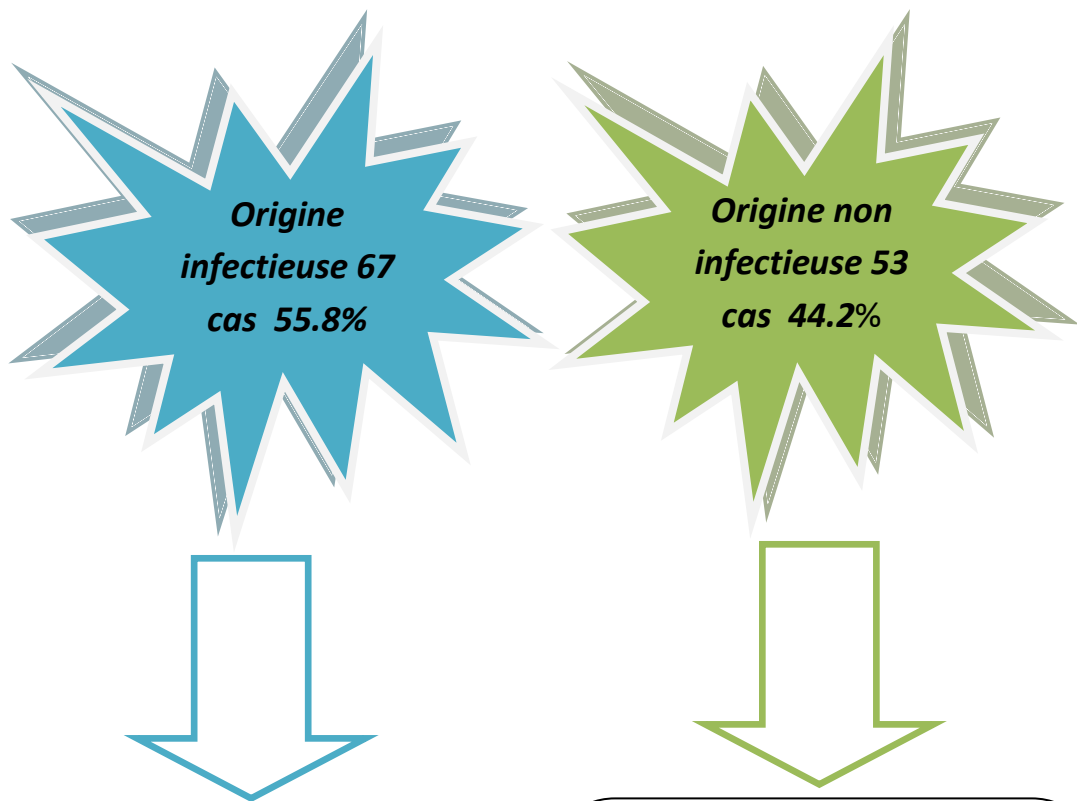 Origine
infectieuse 67
cas 55.8%
Origine non
infectieuse 53
cas 44.2%